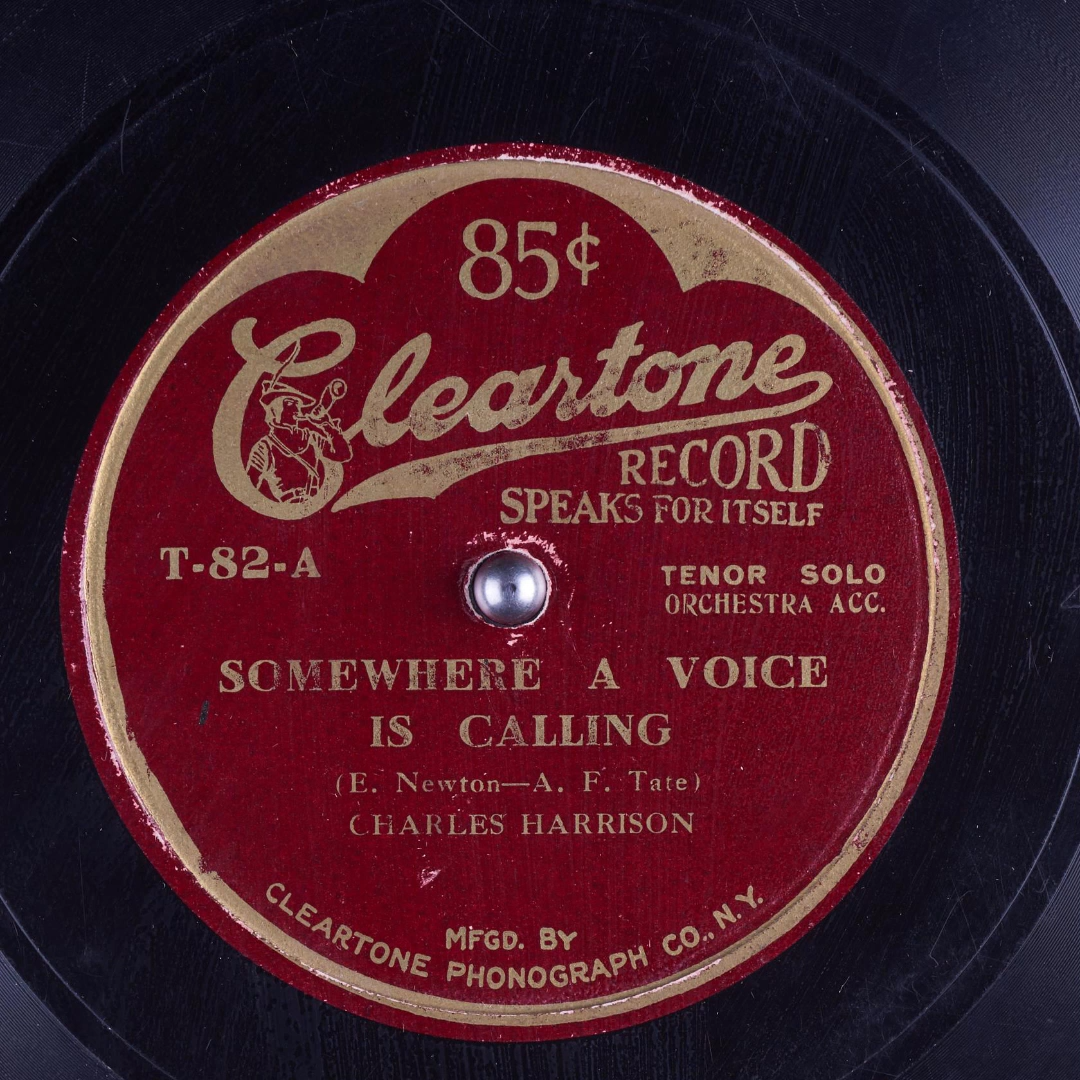 85¢
Cleartone
RECORD
SPEAKS FOR ITSELF
T-82-A
TENOR SOLO
ORCHESTRA ACC.
SOMEWHERE A VOICE
IS CALLING
(E. Newton—A. F. Tate)
CHARLES HARRISON
MFGD. BY
CLEARTONE PHONOGRAPH CO., N.Y.